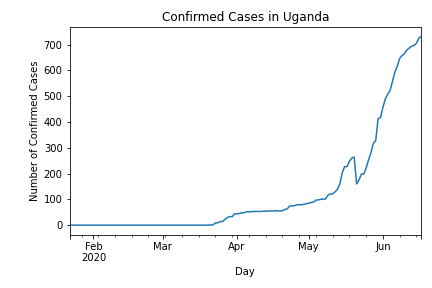 Confirmed Cases in Uganda
Number of Confirmed Cases
700
600
500
400
300
200
100
0
Feb
2020
Mar
Apr
May
Jun
Day